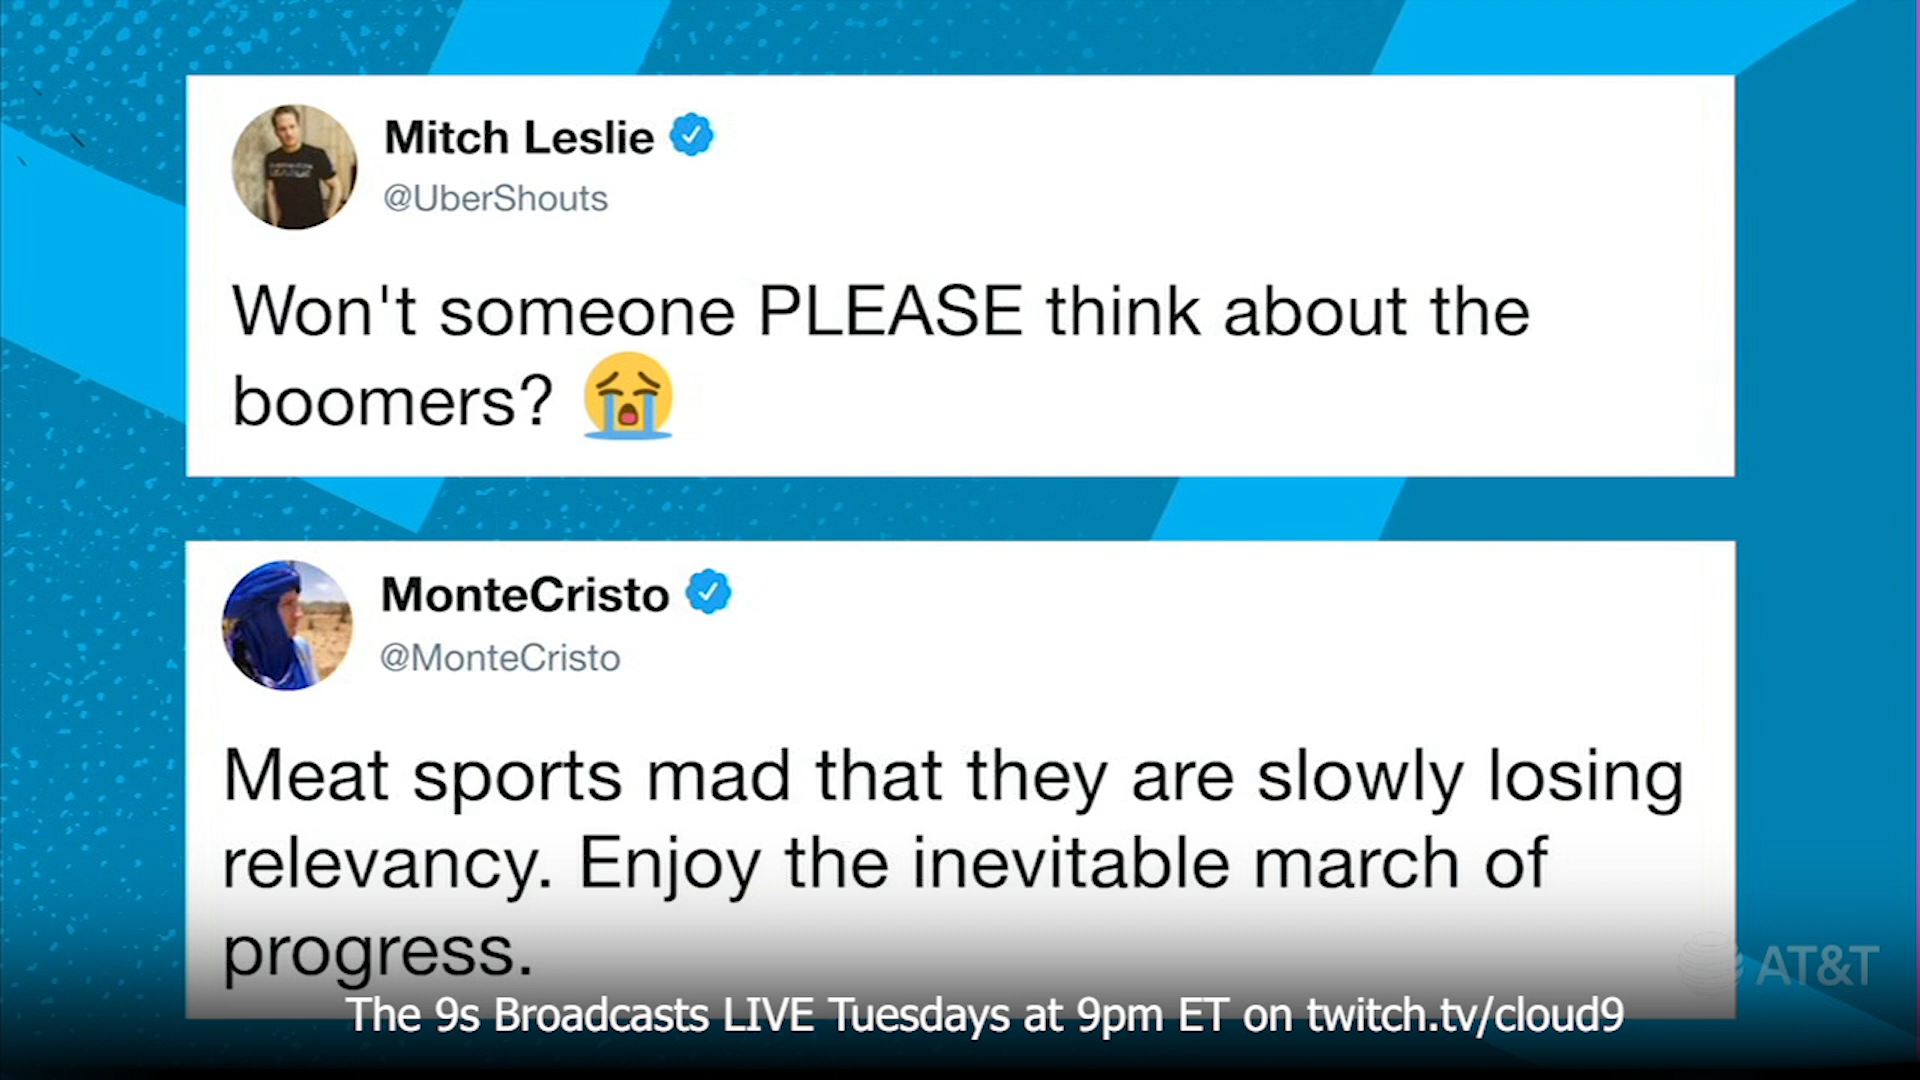 Mitch Leslie
@UberShouts
Won't someone PLEASE think about the
boomers? 😭
MonteCristo
@MonteCristo
Meat sports mad that they are slowly losing
relevancy. Enjoy the inevitable march of
progress.
AT&T
The 9s Broadcasts LIVE Tuesdays at 9pm ET on twitch.tv/cloud9